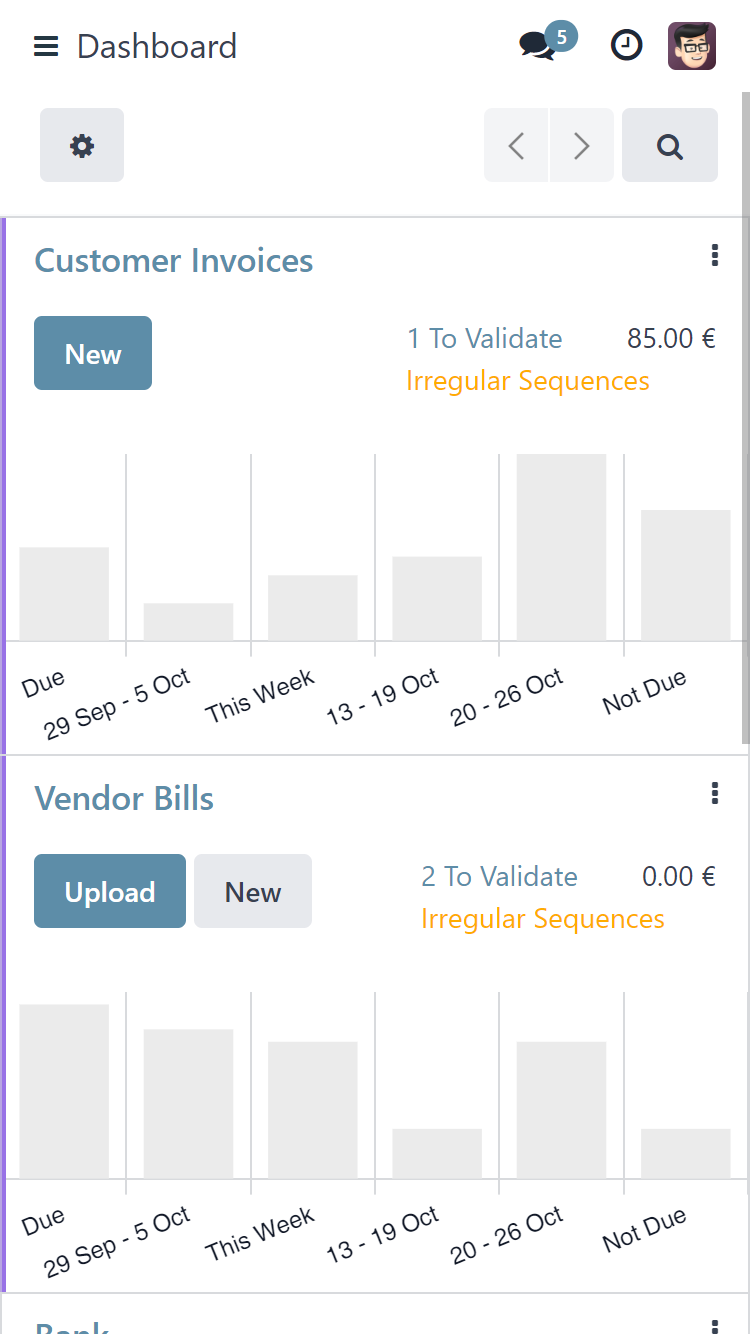 Dashboard
5
Customer Invoices
New
1 To Validate 85.00 €
Irregular Sequences
Due
29 Sep - 5 Oct
This Week
13 - 19 Oct
20 - 26 Oct
Not Due
Vendor Bills
Upload
New
2 To Validate 0.00 €
Irregular Sequences
Due
29 Sep - 5 Oct
This Week
13 - 19 Oct
20 - 26 Oct
Not Due
Bank